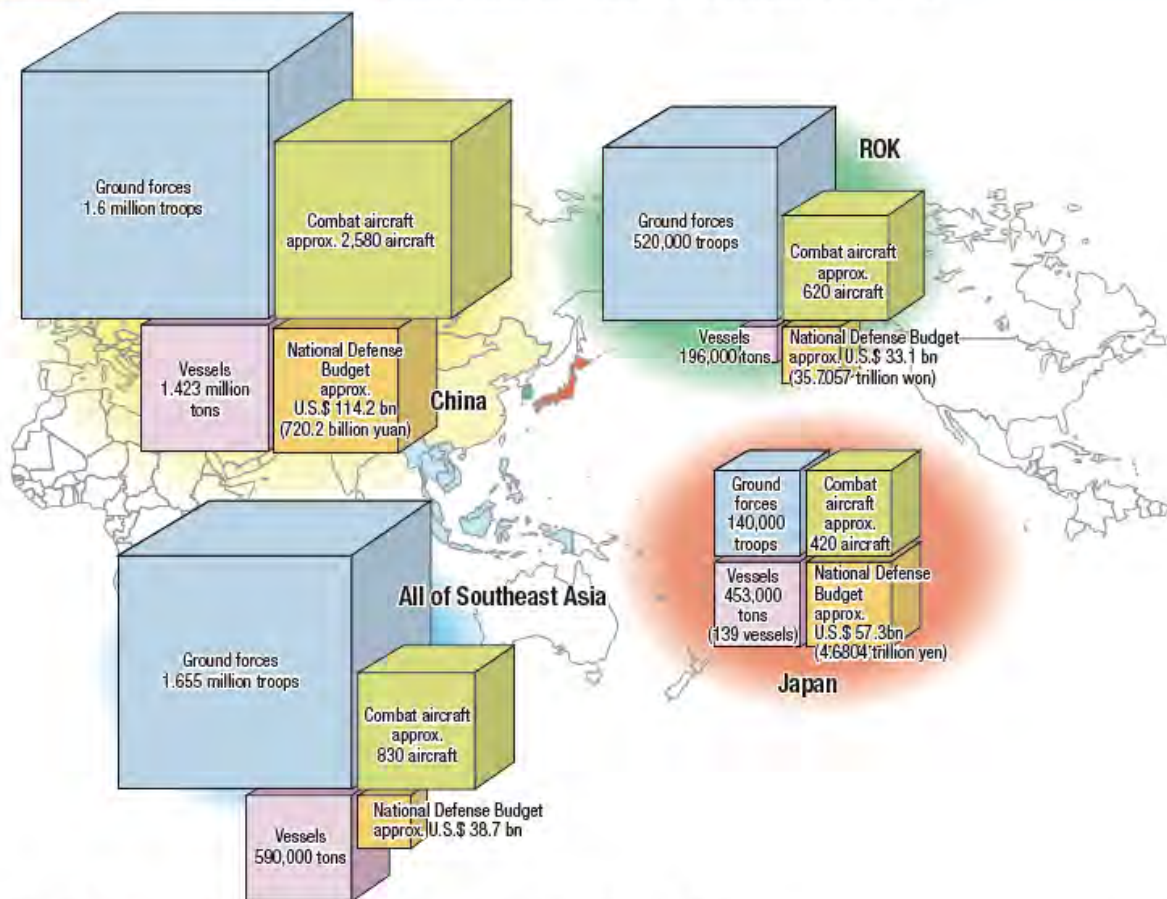 Ground forces
1.6 million troops
Combat aircraft
approx. 2,580 aircraft
Vessels
1.423 million
tons
National Defense
Budget
approx.
U.S.$ 114.2 bn
(720.2 billion yuan)
China
ROK
Ground forces
520,000 troops
Combat aircraft
approx.
620 aircraft
Vessels
196,000 tons
National Defense Budget
approx. U.S.$ 33.1 bn
(35.7057 trillion won)
Ground
forces
140,000
troops
Combat
aircraft
approx.
420 aircraft
Vessels
453,000
tons
(139 vessels)
National Defense
Budget
approx.
U.S.$ 57.3bn
(4.6804 trillion yen)
Japan
All of Southeast Asia
Ground forces
1.655 million troops
Combat aircraft
approx.
830 aircraft
Vessels
590,000 tons
National Defense Budget
approx. U.S.$ 38.7 bn